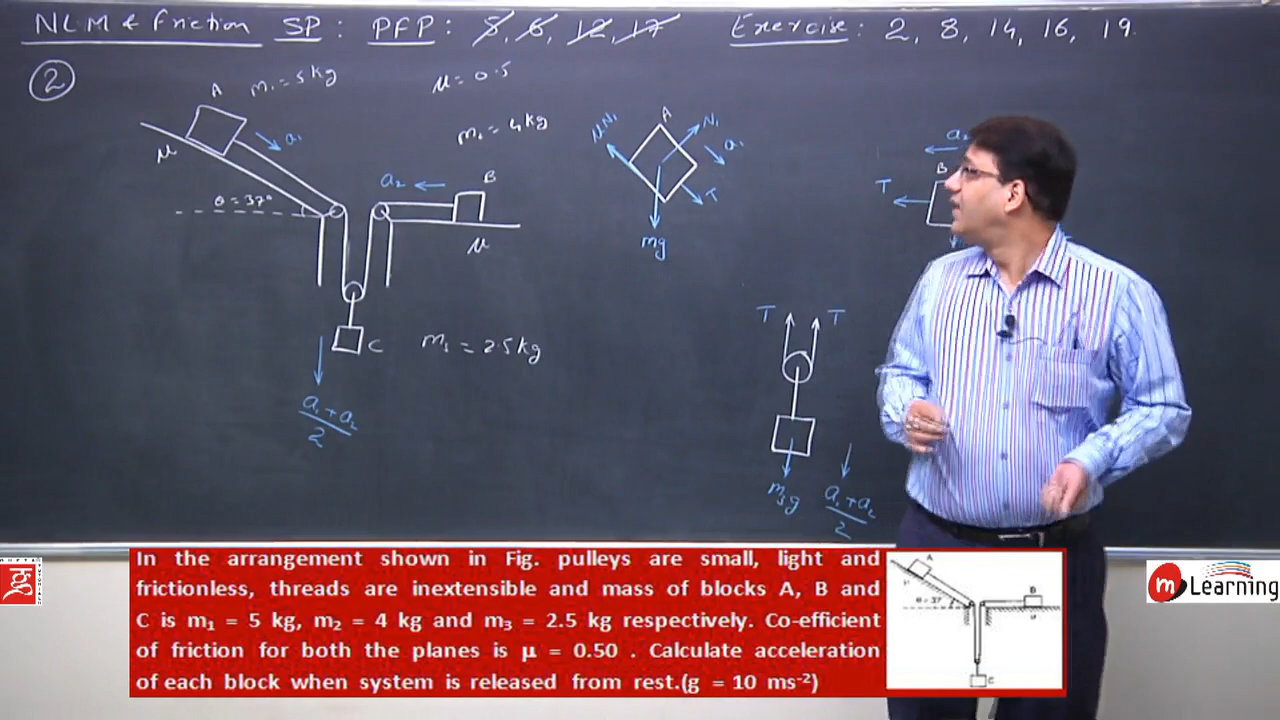 NLM & Friction SP : PFP : 5, 6, 12, 17 Exercise : 2, 8, 14, 16, 19.
2
A m₁ = 5 kg
μ = 0.5
a₁
μ
m₂ = 4 kg
θ = 37°
a₂
B
μ
C
m₃ = 2.5 kg
a₁ + a₂
2
A
μN₁
N₁
a₁
T
mg
a₂
B
T
T T
m₃g
a₁ + a₂
2
In the arrangement shown in Fig. pulleys are small, light and
frictionless, threads are inextensible and mass of blocks A, B and
C is m₁ = 5 kg, m₂ = 4 kg and m₃ = 2.5 kg respectively. Co-efficient
of friction for both the planes is μ = 0.50 . Calculate acceleration
of each block when system is released from rest.(g = 10 ms⁻²)
A
μ
θ = 37°
B
μ
C
g
m Learning